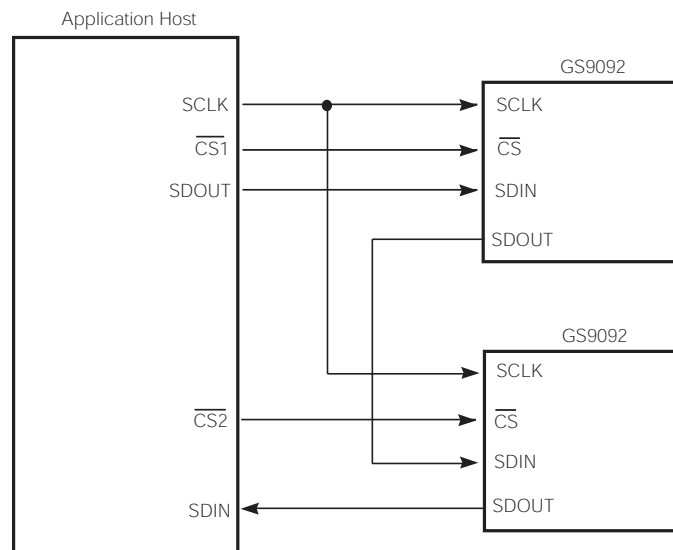 Application Host
SCLK
CS1
SDOUT
CS2
SDIN
GS9092
SCLK
CS
SDIN
SDOUT
GS9092
SCLK
CS
SDIN
SDOUT